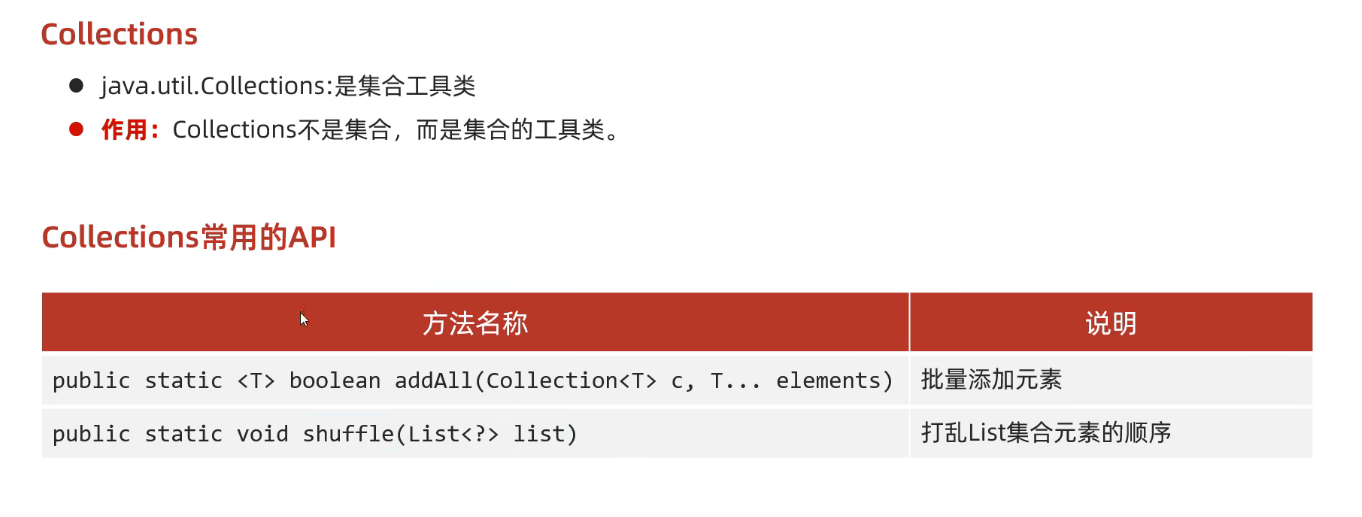 Collections
java.util.Collections:是集合工具类
作用：Collections不是集合，而是集合的工具类。
Collections常用的API
方法名称 说明
public static <T> boolean addAll(Collection<T> c, T... elements) 批量添加元素
public static void shuffle(List<?> list) 打乱List集合元素的顺序